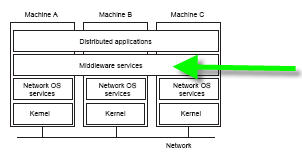 Machine A Machine B Machine C
Distributed applications
Middleware services
Network OS Network OS Network OS
services services services
Kernel Kernel Kernel
Network